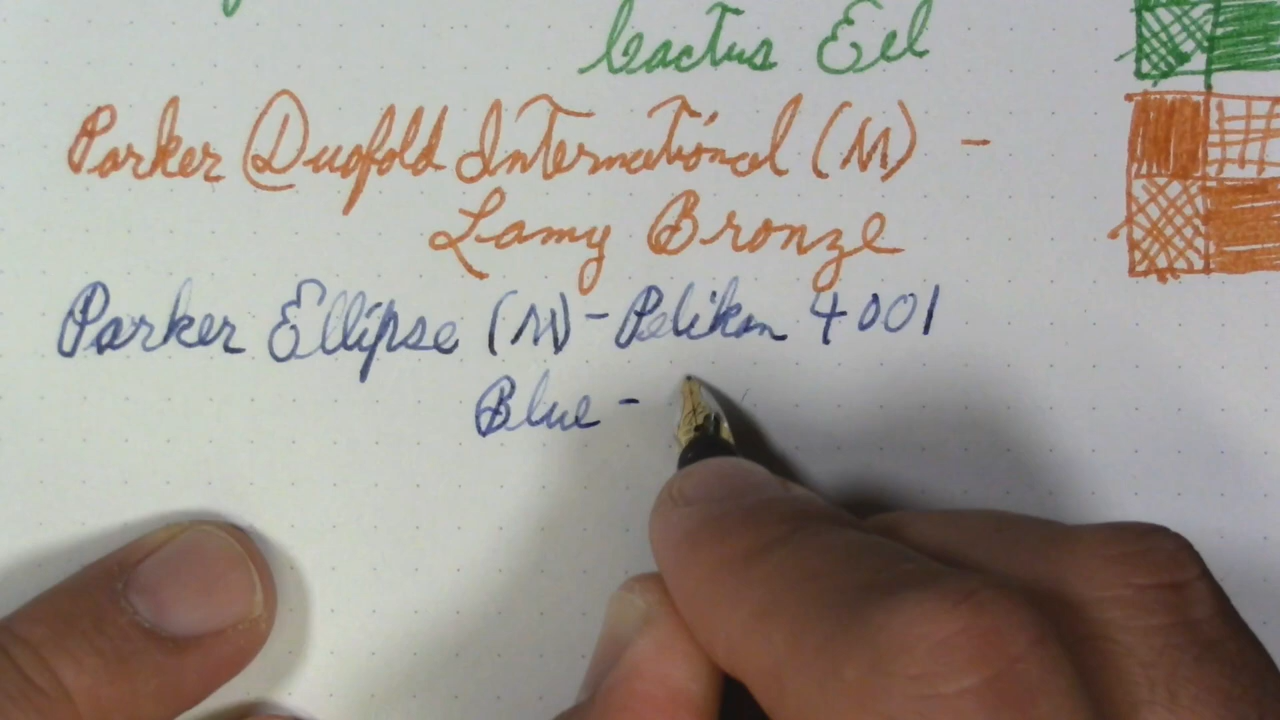 Cactus Eel
Parker Duofold International (M) -
Lamy Bronze
Parker Ellipse (M) - Pelikan 4001
Blue -